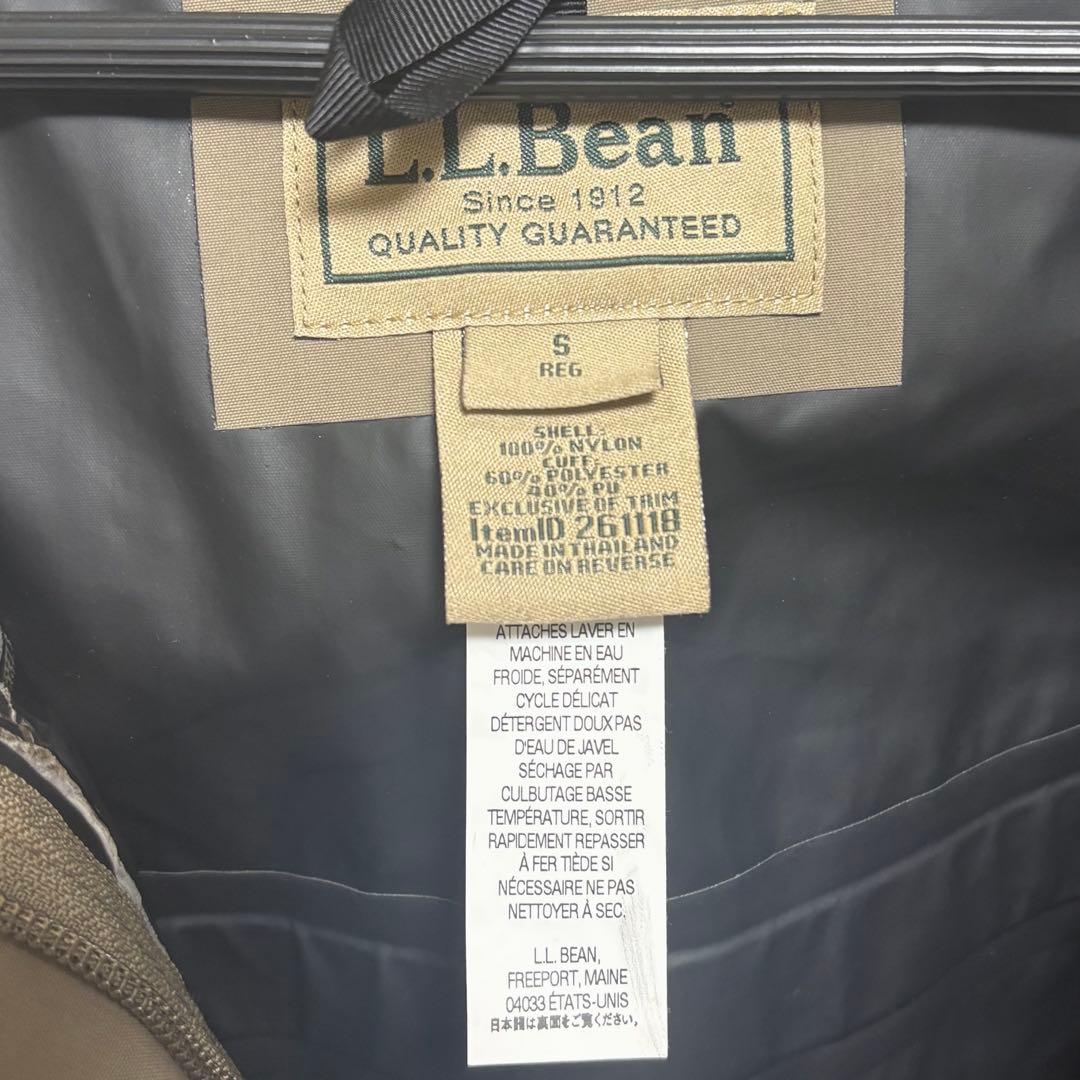 L.L.Bean
Since 1912
QUALITY GUARANTEED
S
REG
SHELL:
100% NYLON
CUFF:
60% POLYESTER
40% PU
EXCLUSIVE OF TRIM
ItemID 261118
MADE IN THAILAND
CARE ON REVERSE
ATTACHES LAVER EN
MACHINE EN EAU
FROIDE, SÉPARÉMENT
CYCLE DÉLICAT
DÉTERGENT DOUX PAS
D'EAU DE JAVEL
SÉCHAGE PAR
CULBUTAGE BASSE
TEMPÉRATURE, SORTIR
RAPIDEMENT REPASSER
À FER TIÈDE SI
NÉCESSAIRE NE PAS
NETTOYER À SEC.
L.L. BEAN,
FREEPORT, MAINE
04033 ÉTATS-UNIS
日本語は裏面をご覧ください。